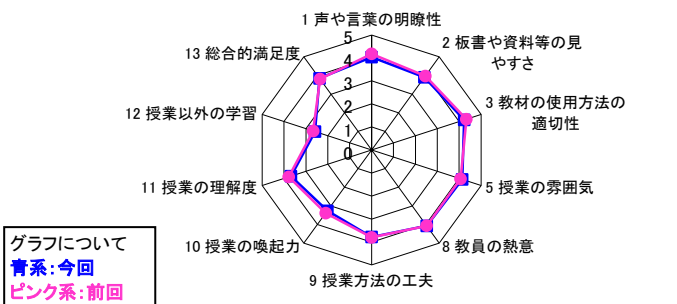 1 声や言葉の明瞭性
2 板書や資料等の見
やすさ
3 教材の使用方法の
適切性
5 授業の雰囲気
8 教員の熱意
9 授業方法の工夫
10 授業の喚起力
11 授業の理解度
12 授業以外の学習
13 総合的満足度
5
4
3
2
1
0
グラフについて
青系：今回
ピンク系：前回